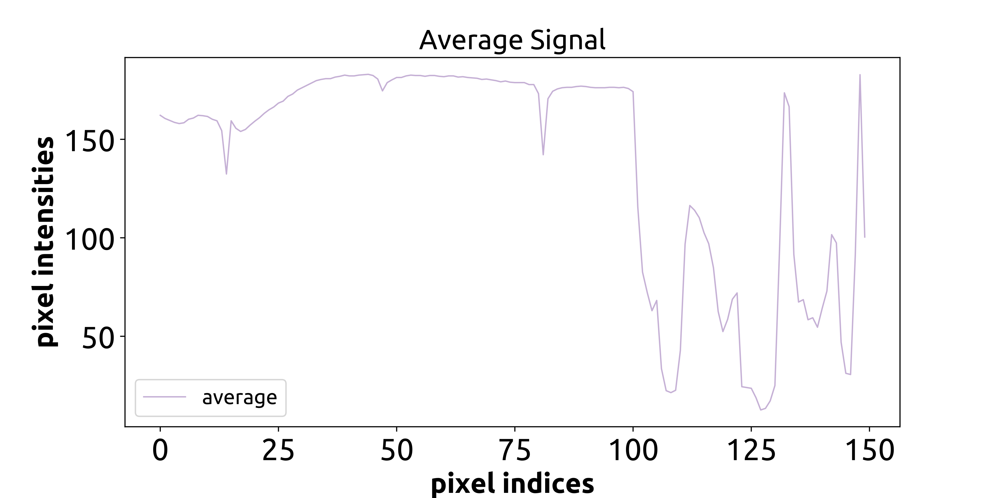 Average Signal
pixel intensities
150
100
50
average
0 25 50 75 100 125 150
pixel indices